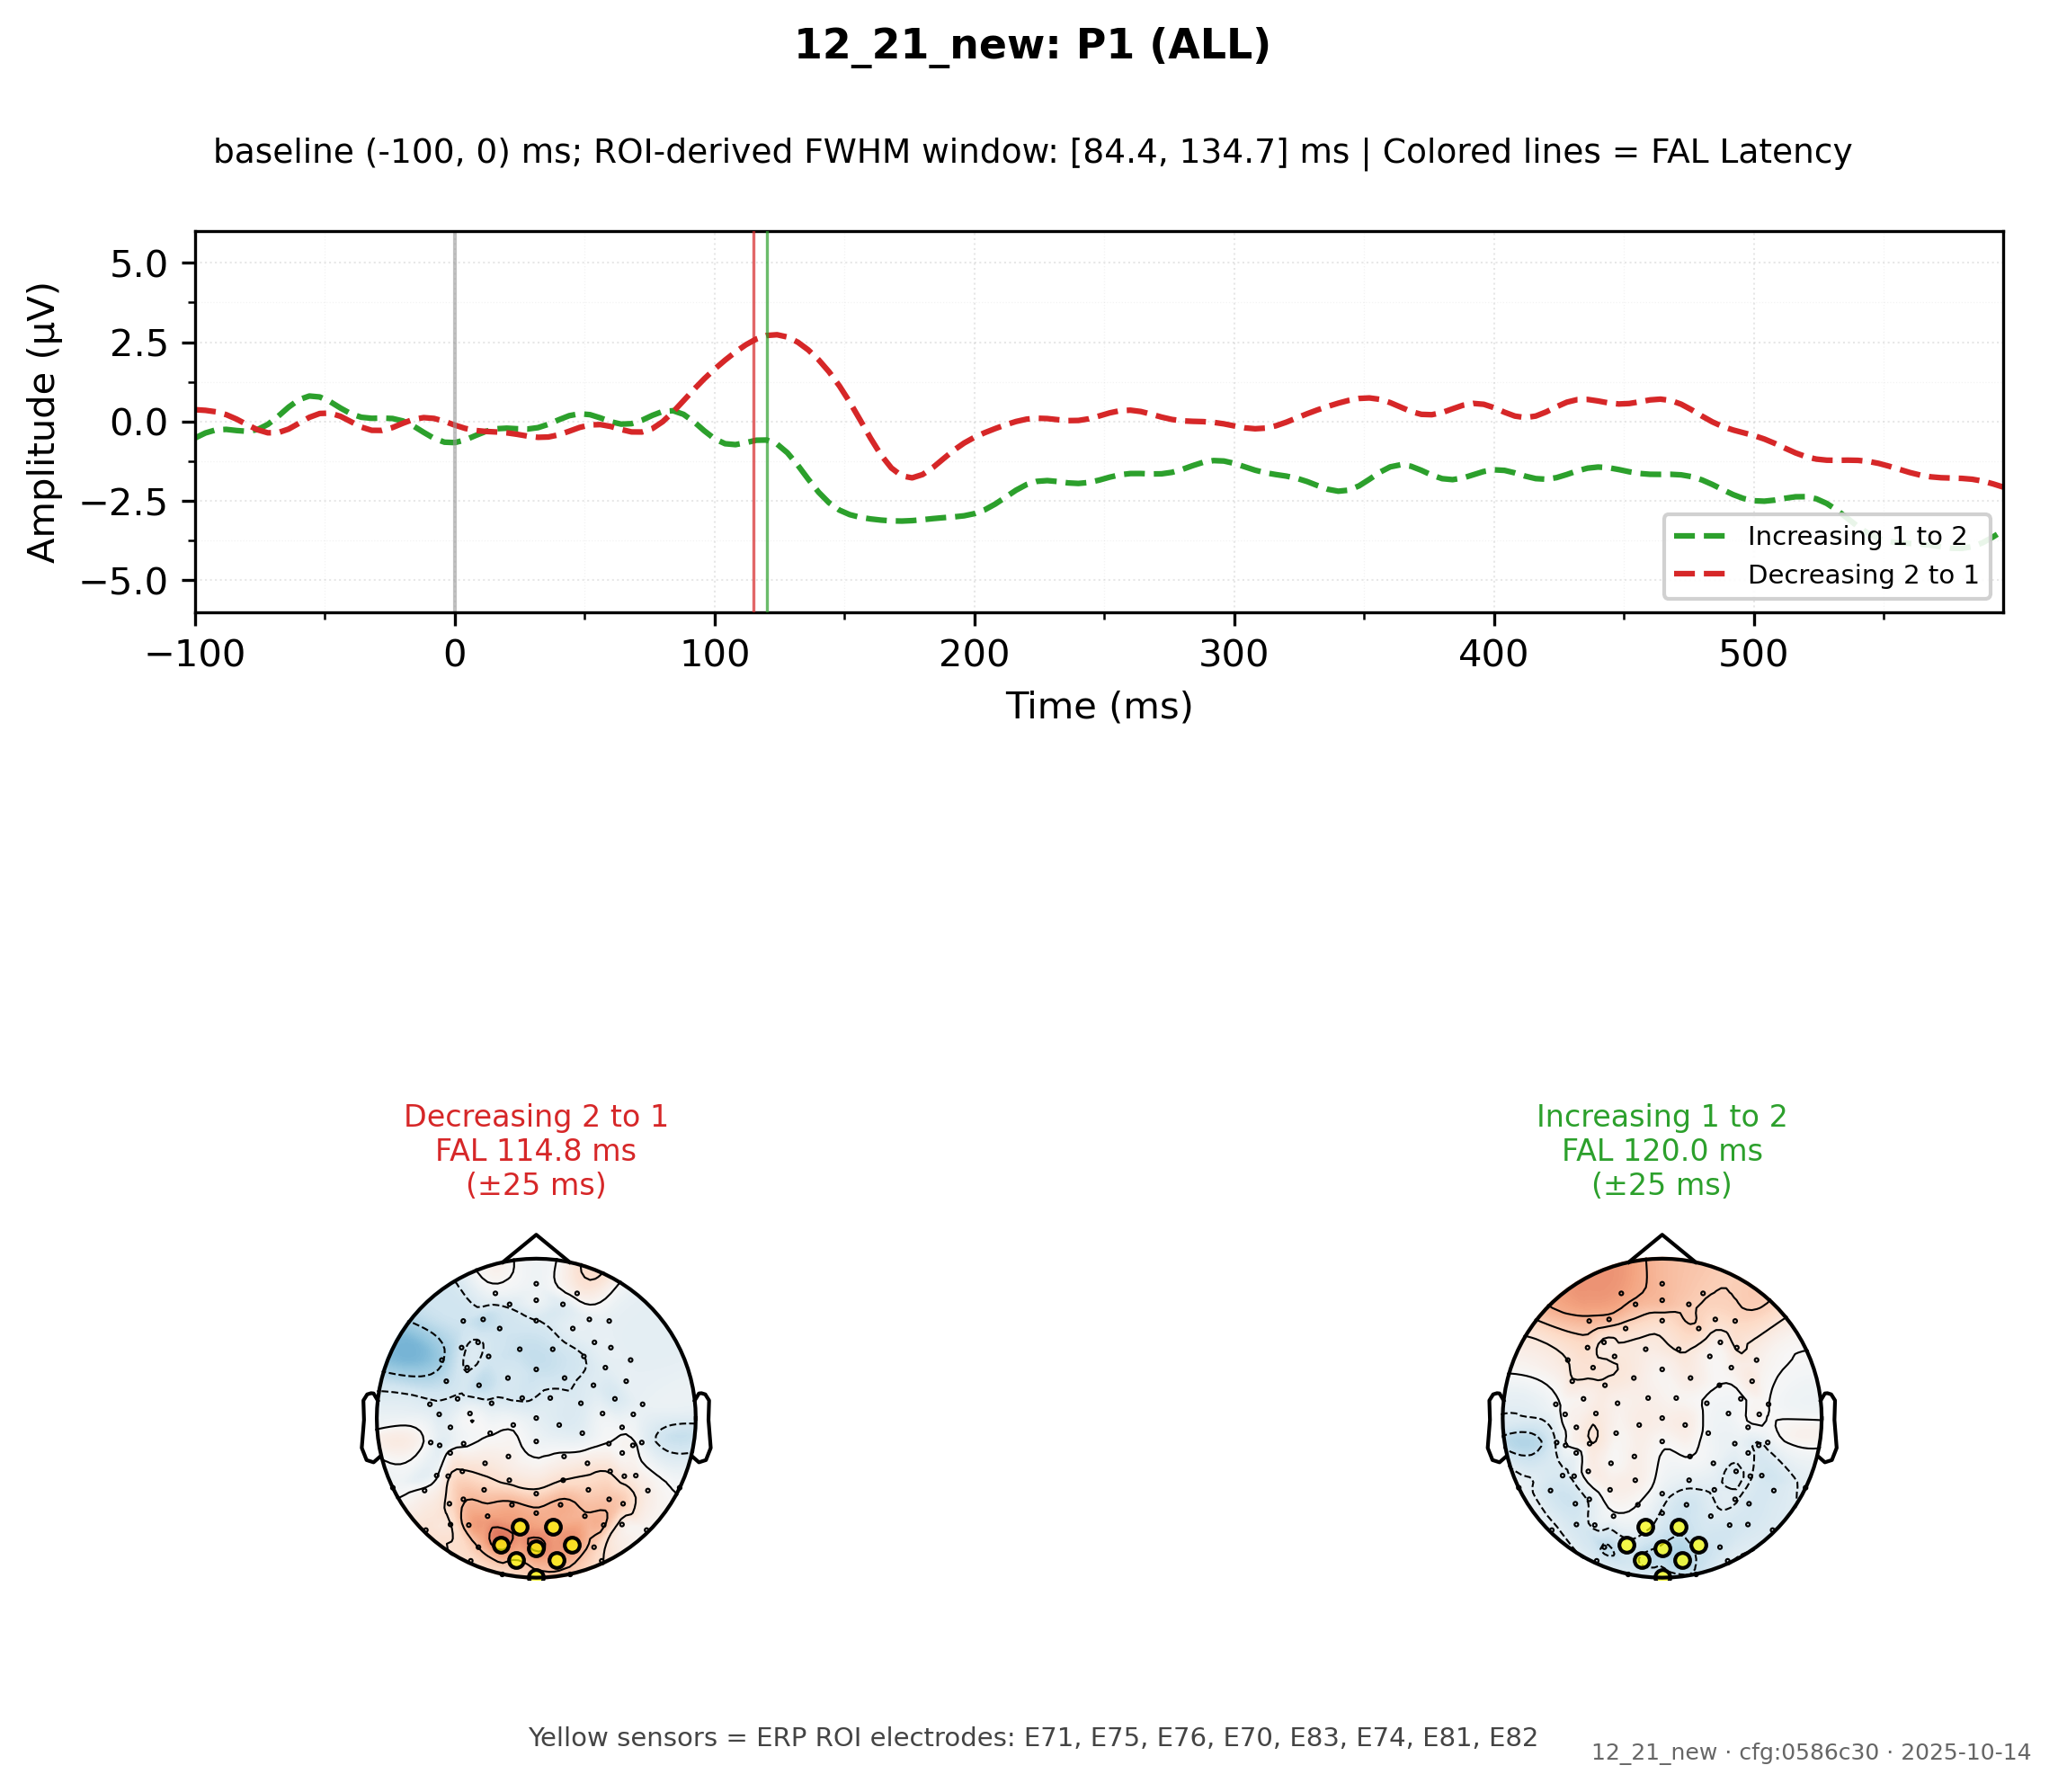 12_21_new: P1 (ALL)
baseline (-100, 0) ms; ROI-derived FWHM window: [84.4, 134.7] ms | Colored lines = FAL Latency
Amplitude (µV)
5.0
2.5
0.0
−2.5
−5.0
Increasing 1 to 2
Decreasing 2 to 1
−100 0 100 200 300 400 500
Time (ms)
Decreasing 2 to 1
FAL 114.8 ms
(±25 ms)
Increasing 1 to 2
FAL 120.0 ms
(±25 ms)
Yellow sensors = ERP ROI electrodes: E71, E75, E76, E70, E83, E74, E81, E82
12_21_new · cfg:0586c30 · 2025-10-14